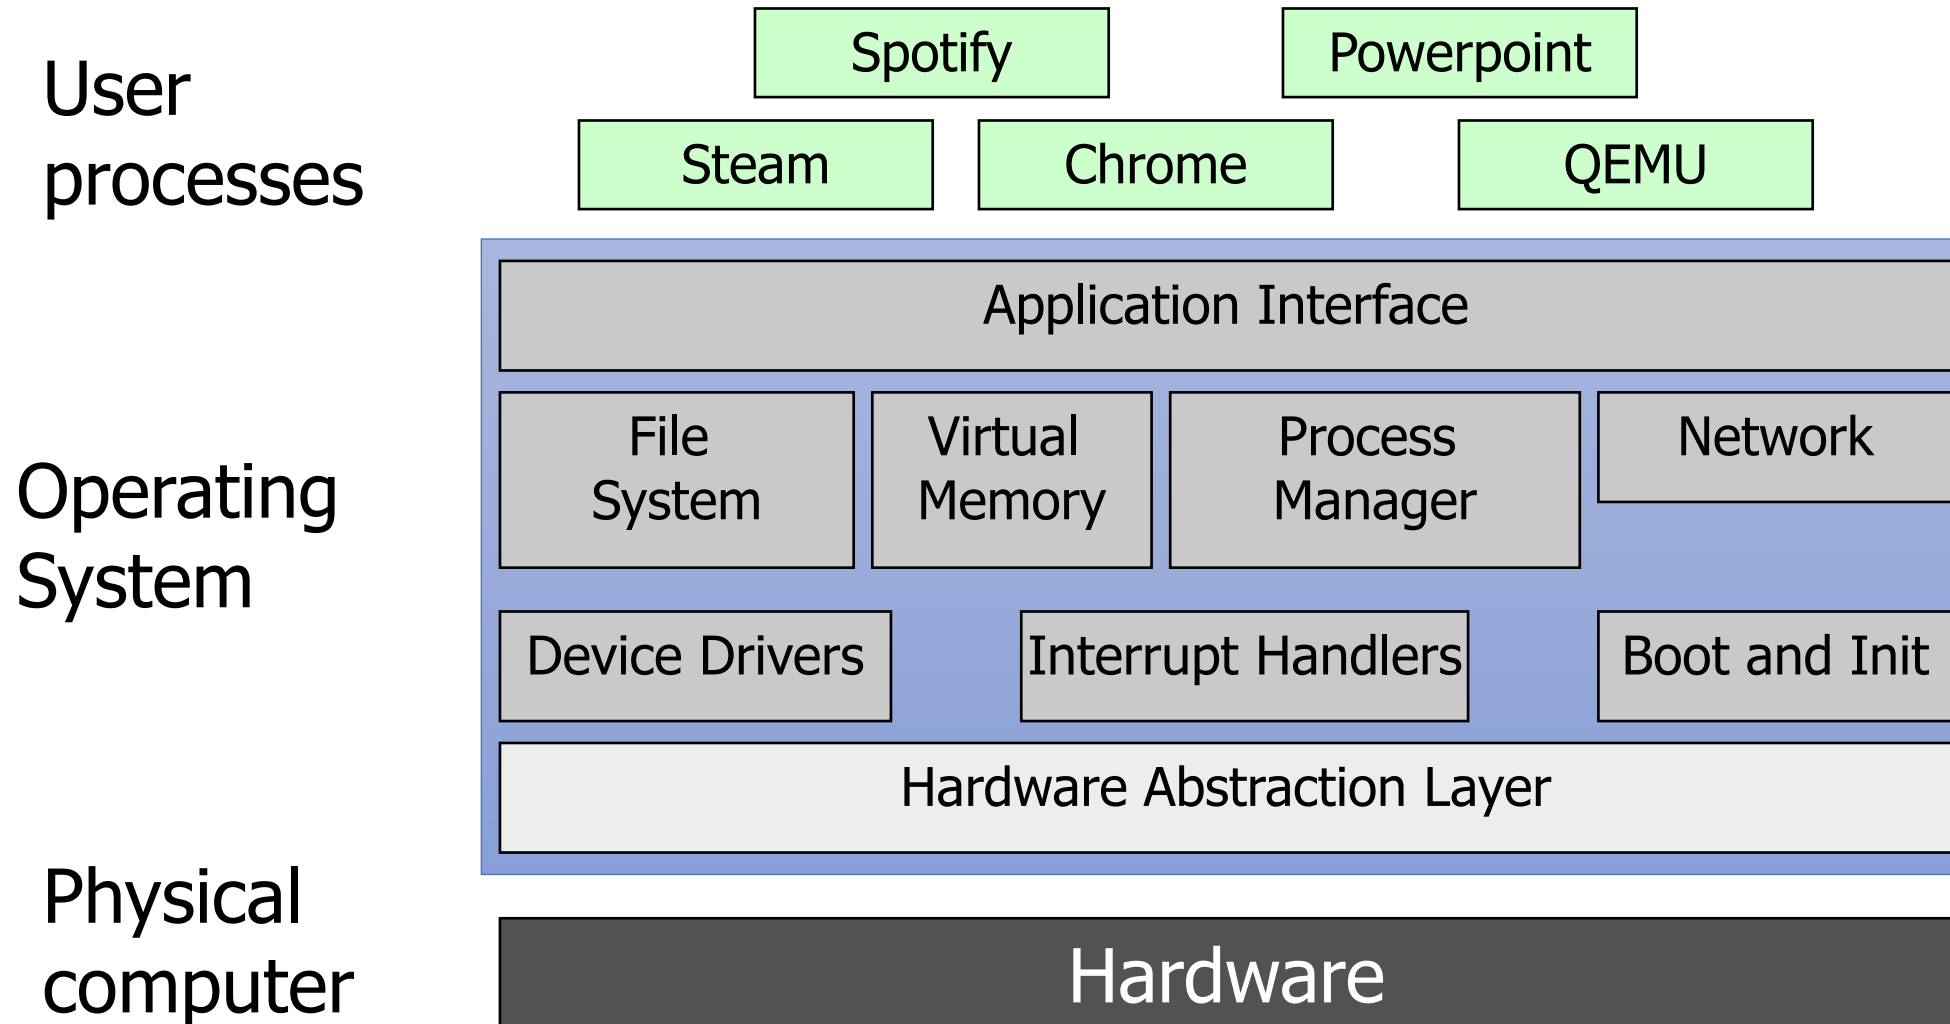 User
processes
Spotify
Powerpoint
Steam
Chrome
QEMU
Operating
System
Application Interface
File
System
Virtual
Memory
Process
Manager
Network
Device Drivers
Interrupt Handlers
Boot and Init
Hardware Abstraction Layer
Physical
computer
Hardware